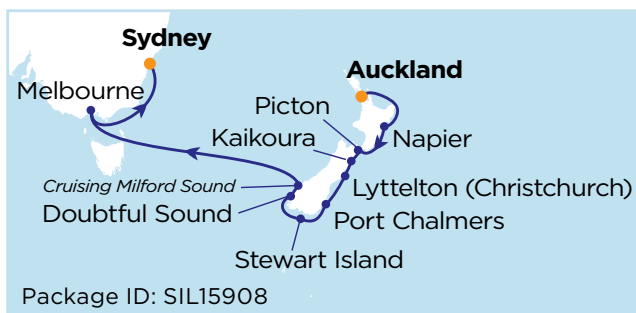 Sydney
Auckland
Melbourne
Picton
Kaikoura
Napier
Cruising Milford Sound
Lyttelton (Christchurch)
Doubtful Sound
Port Chalmers
Stewart Island
Package ID: SIL15908